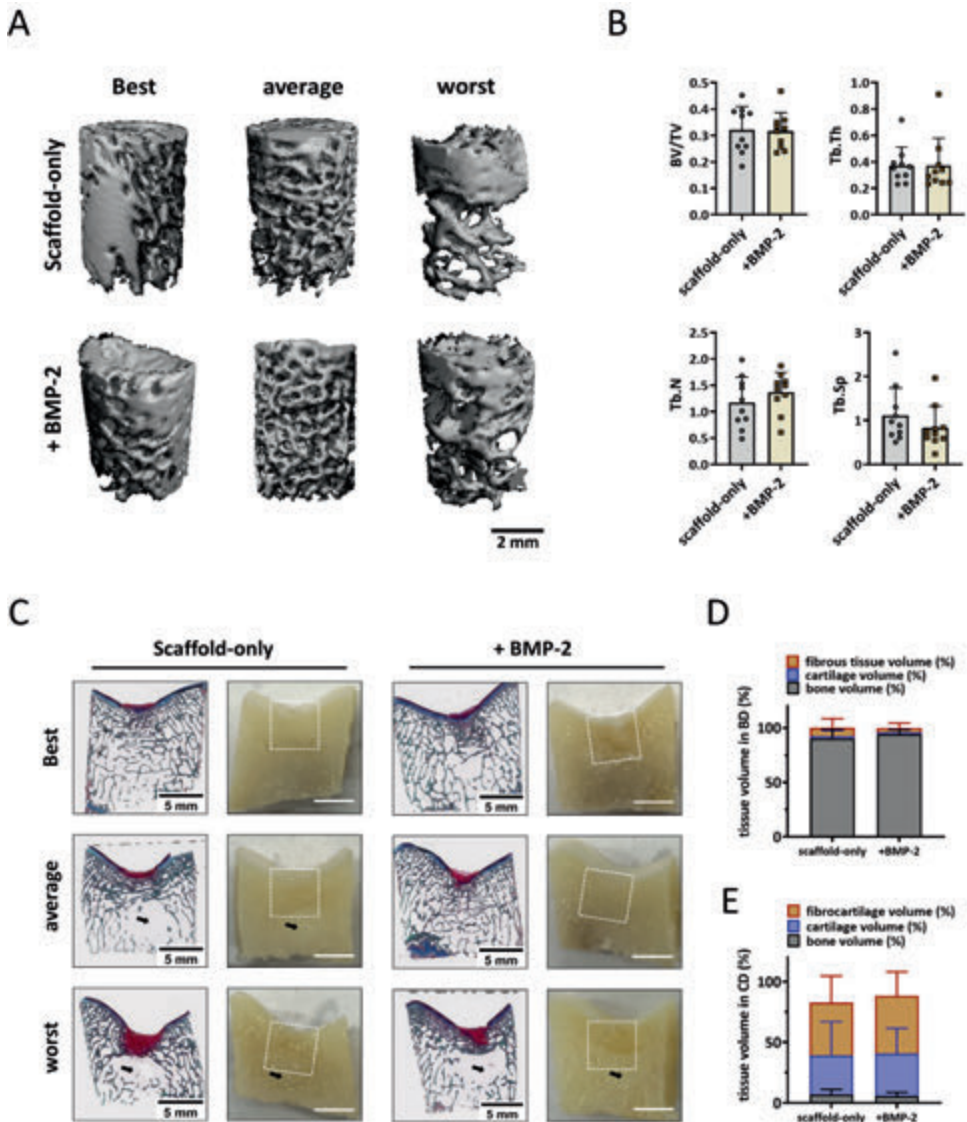 A
Best average worst
Scaffold-only
+ BMP-2
2 mm
B
0.5
0.4
0.3
0.2
0.1
0.0
BV/TV
scaffold-only
+BMP-2
1.0
0.8
0.6
0.4
0.2
0.0
Tb.Th
scaffold-only
+BMP-2
2.5
2.0
1.5
1.0
0.5
0.0
Tb.N
scaffold-only
+BMP-2
3
2
1
0
Tb.Sp
scaffold-only
+BMP-2
C
Scaffold-only + BMP-2
Best
5 mm
5 mm
average
5 mm
5 mm
worst
5 mm
5 mm
D
fibrous tissue volume (%)
cartilage volume (%)
bone volume (%)
tissue volume in BD (%)
100
50
0
scaffold-only +BMP-2
E
fibrocartilage volume (%)
cartilage volume (%)
bone volume (%)
tissue volume in CD (%)
100
50
0
scaffold-only +BMP-2